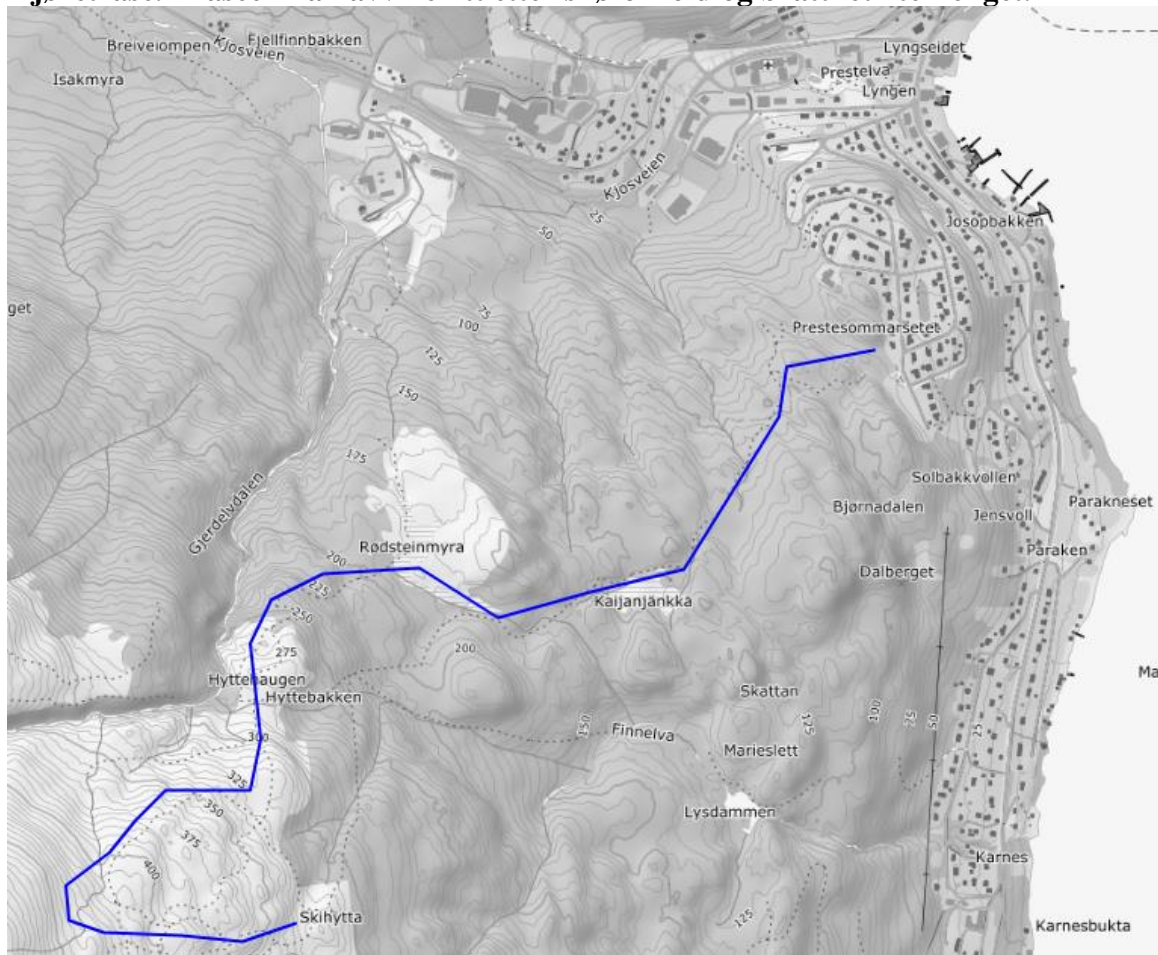 Lyngseidet
Fjellfinnbakken
Breiveiompen
Kjosveien
Isakmyra
Prestelva
Lyngen
Kjosveien
25
50
Josopbakken
get
75
100
125
Prestesommarsetet
150
175
Gjerdelvdalen
Solbakkvollen
Parakneset
Bjørnadalen
Jensvoll
Rødsteinmyra
Paraken
200
225
Dalberget
Kaijanjänkkä
250
275
200
Ma
Hyttehaugen
Skattan
Hyttebakken
150
125
100
75
50
25
Finnelva
300
Marieslett
325
350
Lysdammen
375
400
Karnes
Skihytta
125
Karnesbukta